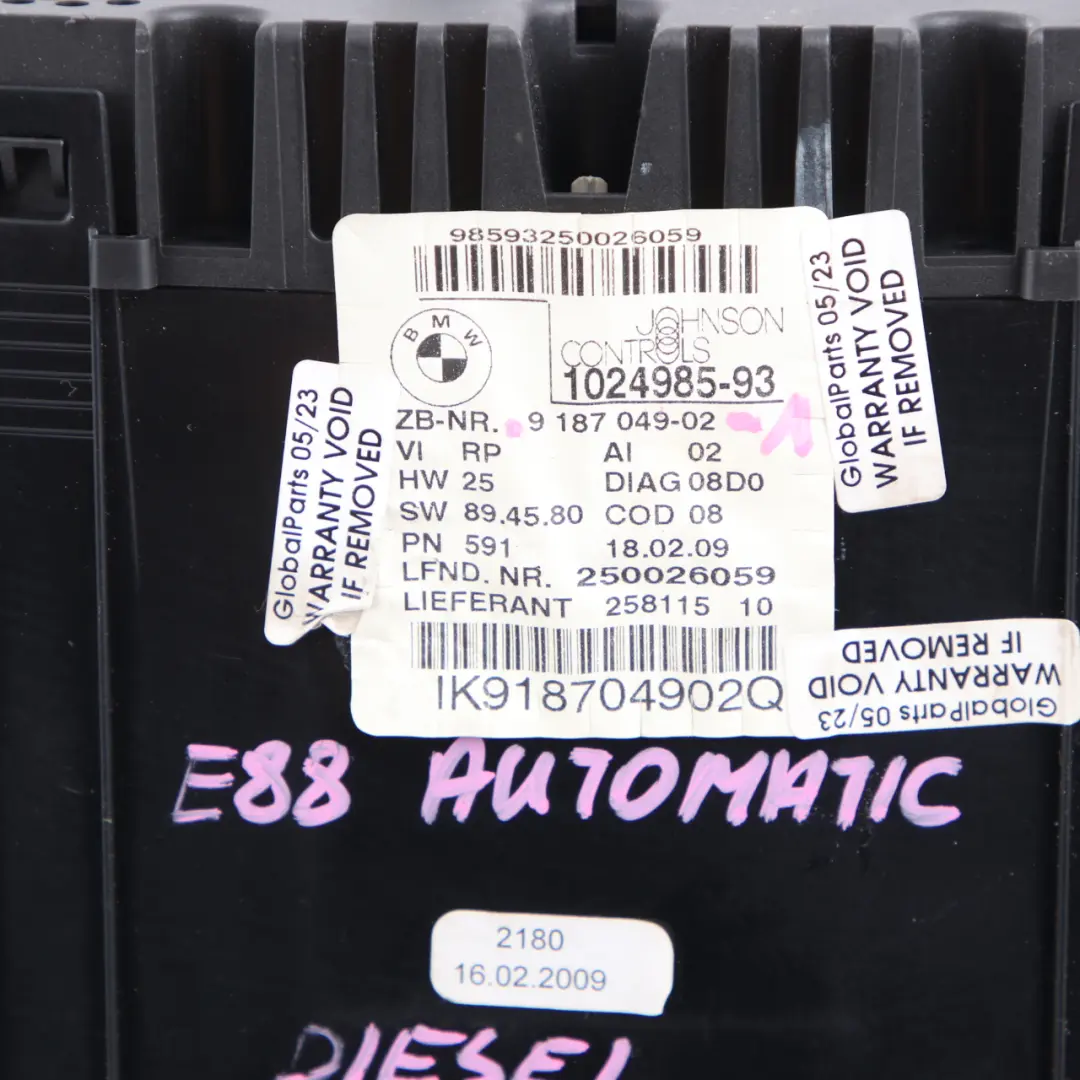 98593250026059
BMW
JOHNSON
CONTROLS
1024985-93
ZB-NR. 9 187 049-02 -1
VI RP AI 02
HW 25 DIAG 08D0
SW 89.45.80 COD 08
PN 591 18.02.09
LFND. NR. 250026059
LIEFERANT 258115 10
IK918704902Q
GlobalParts 05/23
WARRANTY VOID
IF REMOVED
GlobalParts 05/23
WARRANTY VOID
IF REMOVED
GlobalParts 05/23
WARRANTY VOID
IF REMOVED
E88 AUTOMATIC
2180
16.02.2009
DIESEL